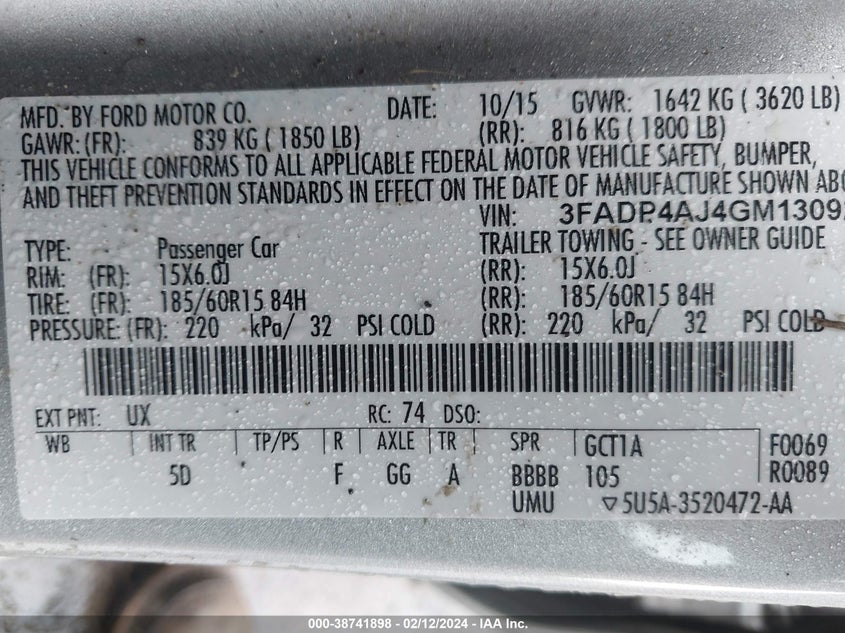 MFD. BY FORD MOTOR CO. DATE: 10/15 GVWR: 1642 KG ( 3620 LB)
GAWR: (FR): 839 KG ( 1850 LB) (RR): 816 KG ( 1800 LB)
THIS VEHICLE CONFORMS TO ALL APPLICABLE FEDERAL MOTOR VEHICLE SAFETY, BUMPER,
AND THEFT PREVENTION STANDARDS IN EFFECT ON THE DATE OF MANUFACTURE SHOWN
VIN: 3FADP4AJ4GM1309
TYPE: Passenger Car TRAILER TOWING - SEE OWNER GUIDE
RIM: (FR): 15X6.0J (RR): 15X6.0J
TIRE: (FR): 185/60R15 84H (RR): 185/60R15 84H
PRESSURE: (FR): 220 kPa/ 32 PSI COLD (RR): 220 kPa/ 32 PSI COLD
EXT PNT: UX RC: 74 DSO:
WB INT TR TP/PS R AXLE TR SPR GCT1A F0069
5D F GG A BBBB 105 R0089
UMU ▽5U5A-3520472-AA
000-38741898 - 02/12/2024 - IAA Inc.